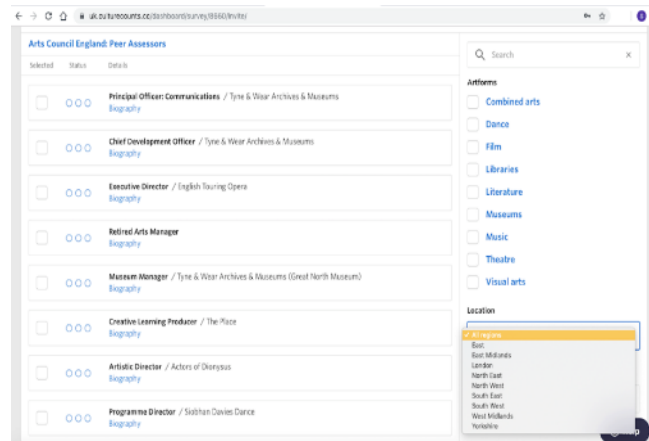 uk.culturecounts.cc/dashboard/survey/8660/invite/
Arts Council England: Peer Assessors
Selected Status Details
Principal Officer: Communications / Tyne & Wear Archives & Museums
Biography
Chief Development Officer / Tyne & Wear Archives & Museums
Biography
Executive Director / English Touring Opera
Biography
Retired Arts Manager
Biography
Museum Manager / Tyne & Wear Archives & Museums (Great North Museum)
Biography
Creative Learning Producer / The Place
Biography
Artistic Director / Actors of Dionysus
Biography
Programme Director / Siobhan Davies Dance
Biography
Search
Artforms
Combined arts
Dance
Film
Libraries
Literature
Museums
Music
Theatre
Visual arts
Location
All regions
East
East Midlands
London
North East
North West
South East
South West
West Midlands
Yorkshire